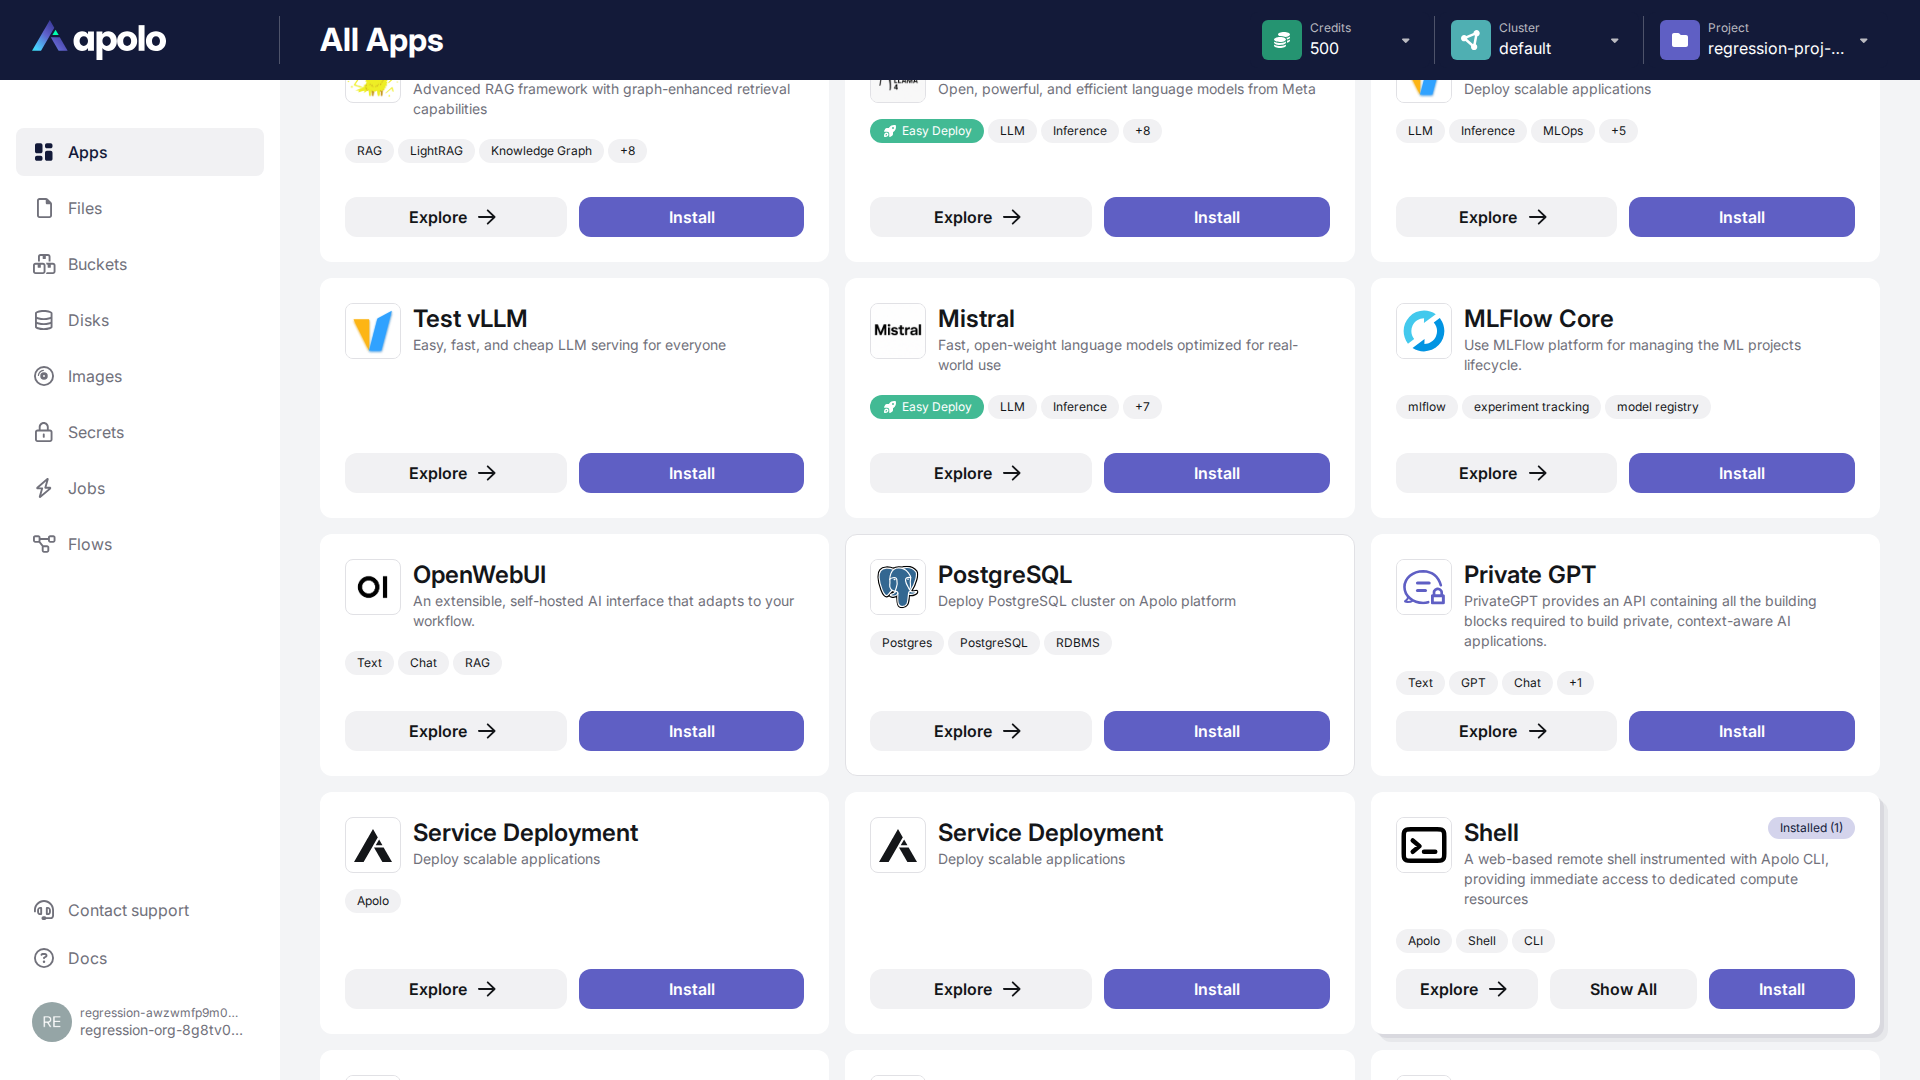 apolo
All Apps
Credits
500
Cluster
default
Project
regression-proj-...
Apps
Files
Buckets
Disks
Images
Secrets
Jobs
Flows
Contact support
Docs
RE
regression-awzwmfp9m0...
regression-org-8g8tv0...
Advanced RAG framework with graph-enhanced retrieval
capabilities
RAG
LightRAG
Knowledge Graph
+8
Explore
Install
4
Open, powerful, and efficient language models from Meta
Easy Deploy
LLM
Inference
+8
Explore
Install
Deploy scalable applications
LLM
Inference
MLOps
+5
Explore
Install
Test vLLM
Easy, fast, and cheap LLM serving for everyone
Explore
Install
Mistral
Mistral
Fast, open-weight language models optimized for real-
world use
Easy Deploy
LLM
Inference
+7
Explore
Install
MLFlow Core
Use MLFlow platform for managing the ML projects
lifecycle.
mlflow
experiment tracking
model registry
Explore
Install
OI
OpenWebUI
An extensible, self-hosted AI interface that adapts to your
workflow.
Text
Chat
RAG
Explore
Install
PostgreSQL
Deploy PostgreSQL cluster on Apolo platform
Postgres
PostgreSQL
RDBMS
Explore
Install
Private GPT
PrivateGPT provides an API containing all the building
blocks required to build private, context-aware AI
applications.
Text
GPT
Chat
+1
Explore
Install
Service Deployment
Deploy scalable applications
Apolo
Explore
Install
Service Deployment
Deploy scalable applications
Explore
Install
Shell
Installed (1)
A web-based remote shell instrumented with Apolo CLI,
providing immediate access to dedicated compute
resources
Apolo
Shell
CLI
Explore
Show All
Install